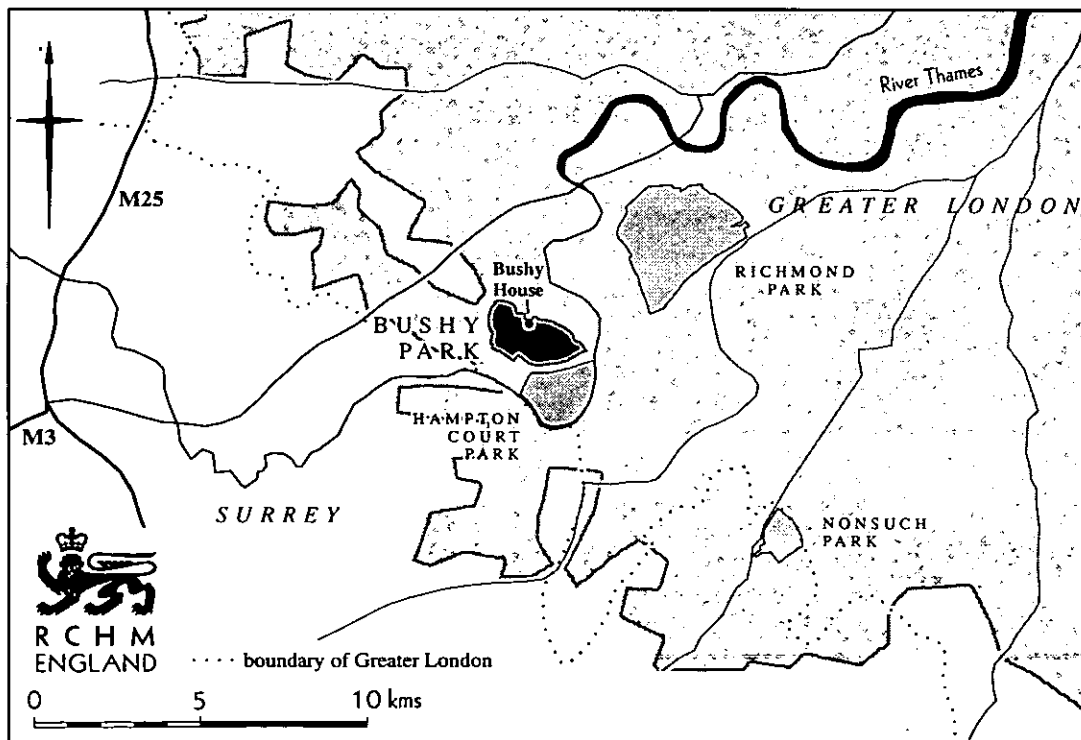 River Thames
M25
GREATER LONDON
RICHMOND
PARK
Bushy
House
BUSHY
PARK
HAMPTON
COURT
PARK
M3
SURREY
NONSUCH
PARK
RCHM
ENGLAND
boundary of Greater London
0 5 10 kms